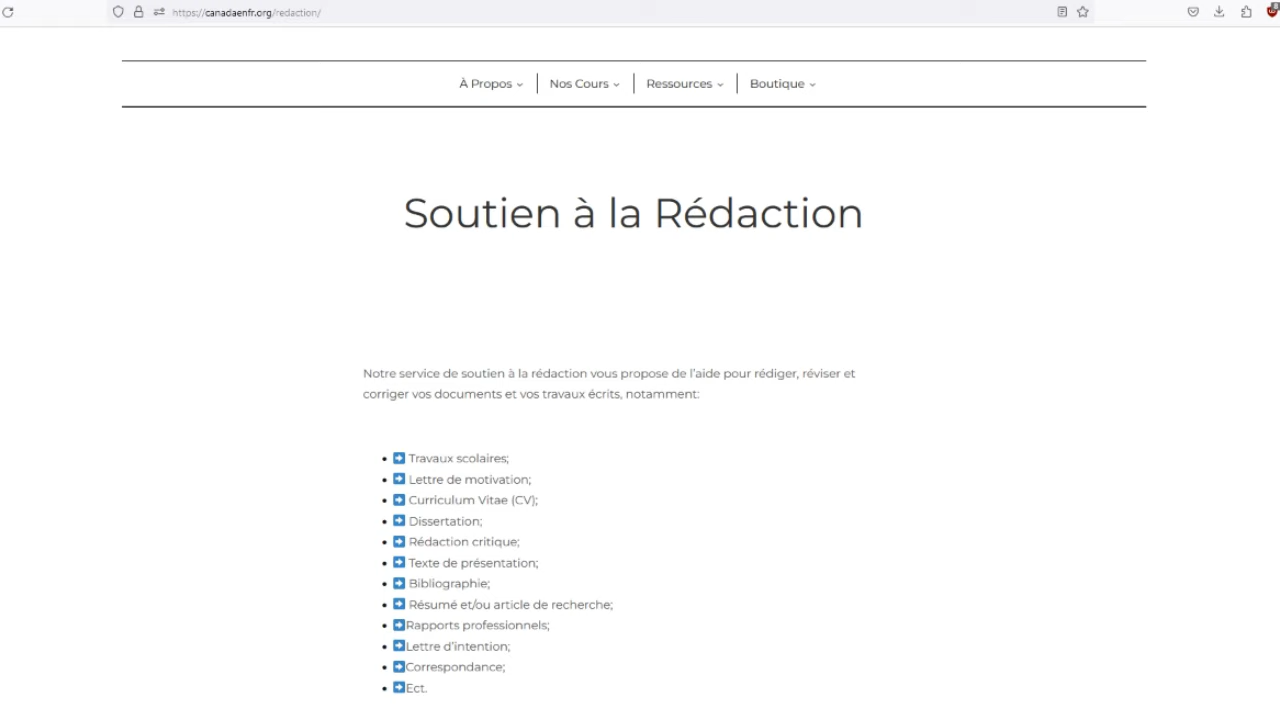 https://canadaenfr.org/redaction/
À Propos
Nos Cours
Ressources
Boutique
Soutien à la Rédaction
Notre service de soutien à la rédaction vous propose de l'aide pour rédiger, réviser et
corriger vos documents et vos travaux écrits, notamment:
Travaux scolaires;
Lettre de motivation;
Curriculum Vitae (CV);
Dissertation;
Rédaction critique;
Texte de présentation;
Bibliographie;
Résumé et/ou article de recherche;
Rapports professionnels;
Lettre d'intention;
Correspondance;
Ect.